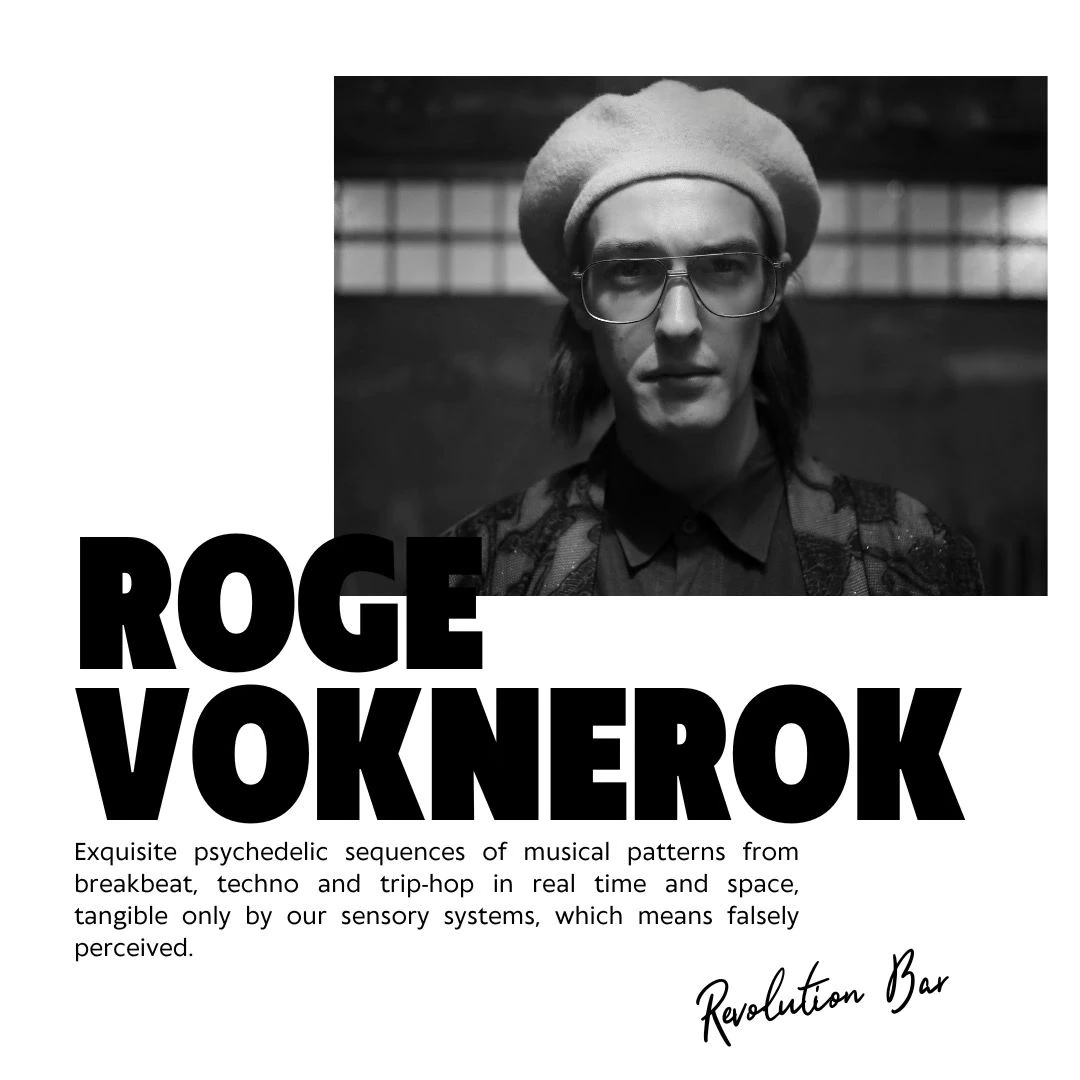 ROGE
VOKNEROK
Exquisite psychedelic sequences of musical patterns from
breakbeat, techno and trip-hop in real time and space,
tangible only by our sensory systems, which means falsely
perceived.
Revolution Bar